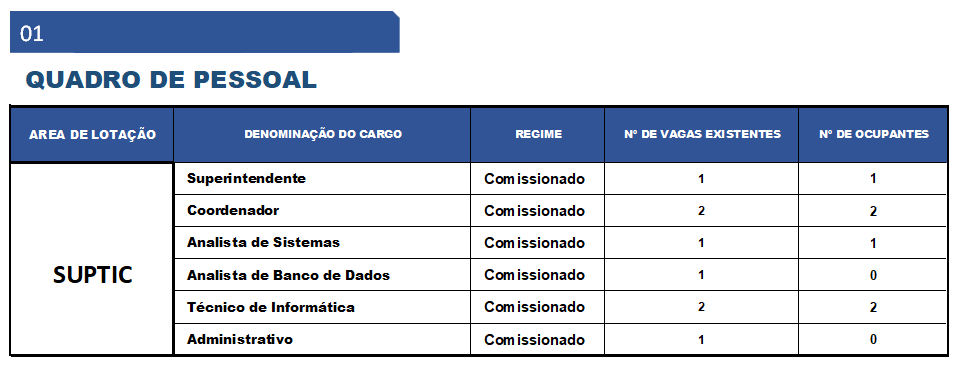 01
QUADRO DE PESSOAL
AREA DE LOTAÇÃO DENOMINAÇÃO DO CARGO REGIME Nº DE VAGAS EXISTENTES Nº DE OCUPANTES
Superintendente Comissionado 1 1
Coordenador Comissionado 2 2
Analista de Sistemas Comissionado 1 1
SUPTIC Analista de Banco de Dados Comissionado 1 0
Técnico de Informática Comissionado 2 2
Administrativo Comissionado 1 0